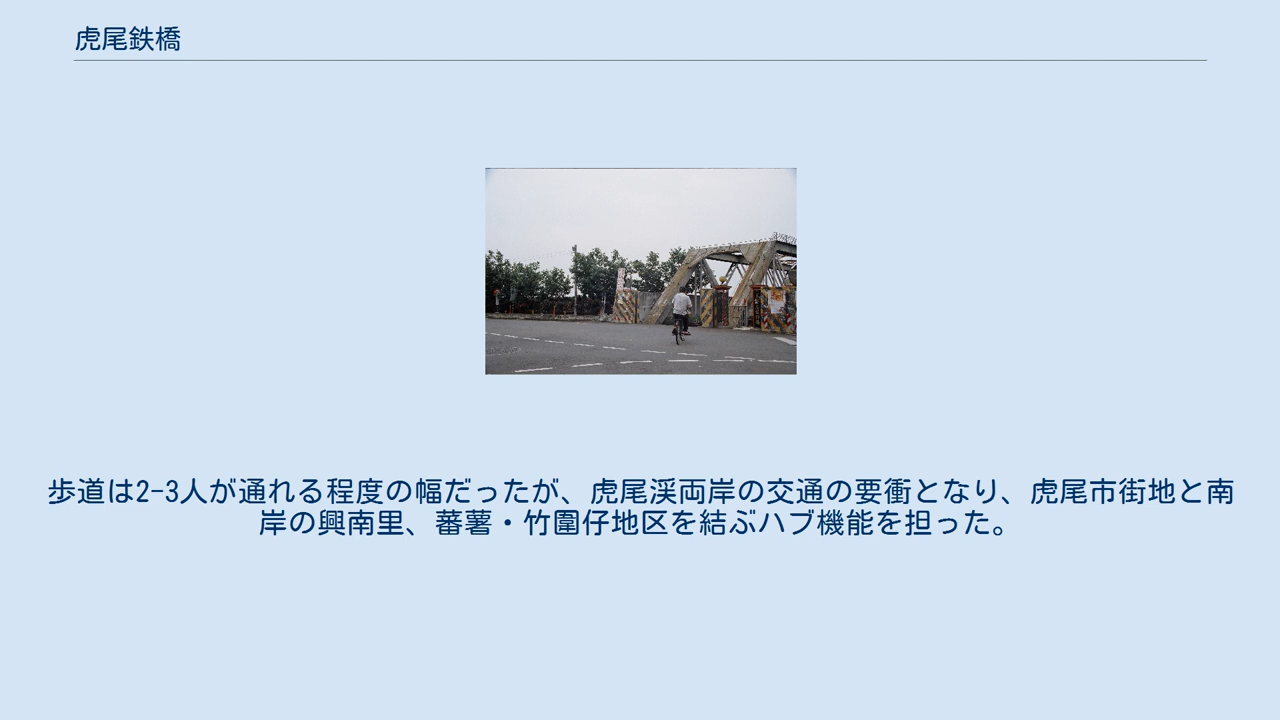 虎尾鉄橋
歩道は2-3人が通れる程度の幅だったが、虎尾渓両岸の交通の要衝となり、虎尾市街地と南
岸の興南里、蕃薯・竹圍仔地区を結ぶハブ機能を担った。